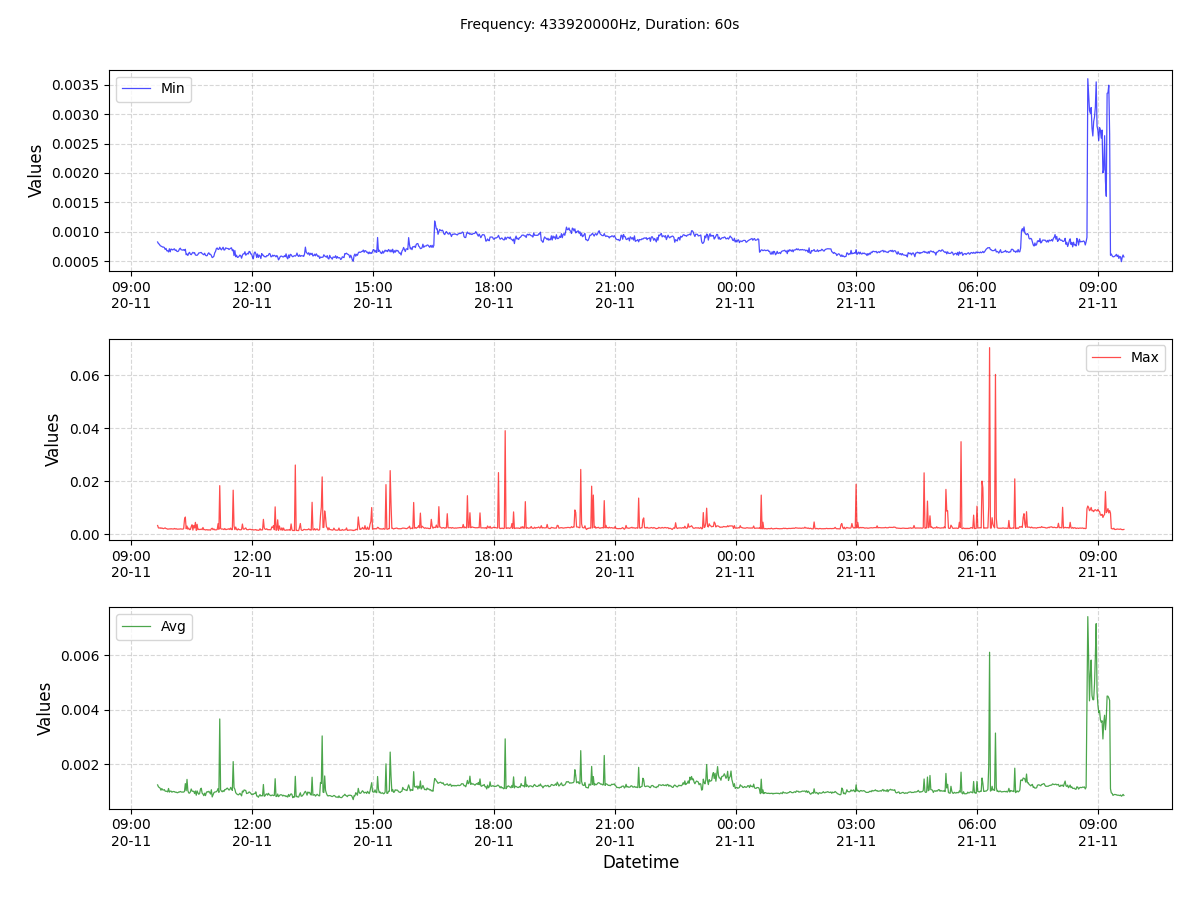 Frequency: 433920000Hz, Duration: 60s
Min
Values
0.0035
0.0030
0.0025
0.0020
0.0015
0.0010
0.0005
09:00 12:00 15:00 18:00 21:00 00:00 03:00 06:00 09:00
20-11 20-11 20-11 20-11 20-11 21-11 21-11 21-11 21-11
Max
Values
0.06
0.04
0.02
0.00
09:00 12:00 15:00 18:00 21:00 00:00 03:00 06:00 09:00
20-11 20-11 20-11 20-11 20-11 21-11 21-11 21-11 21-11
Avg
Values
0.006
0.004
0.002
09:00 12:00 15:00 18:00 21:00 00:00 03:00 06:00 09:00
20-11 20-11 20-11 20-11 20-11 21-11 21-11 21-11 21-11
Datetime